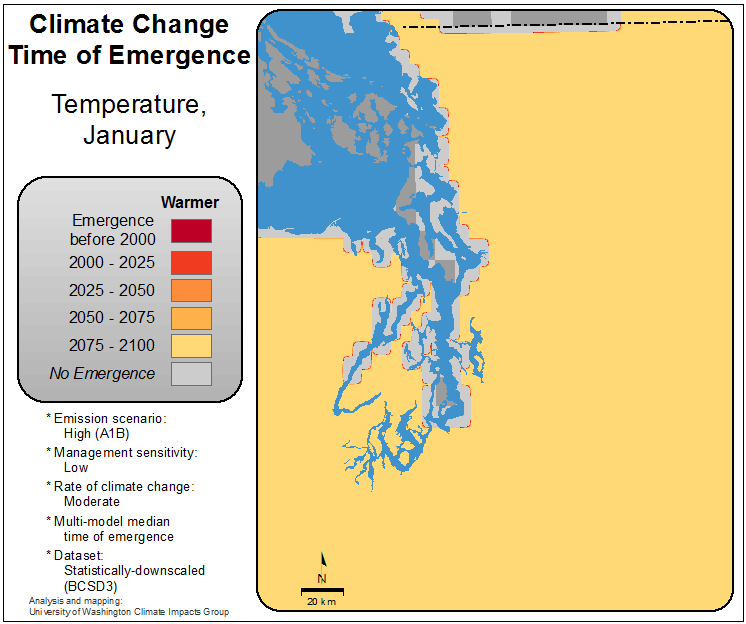 Climate Change
Time of Emergence
Temperature,
January
Warmer
Emergence
before 2000
2000 - 2025
2025 - 2050
2050 - 2075
2075 - 2100
No Emergence
* Emission scenario:
High (A1B)
* Management sensitivity:
Low
* Rate of climate change:
Moderate
* Multi-model median
time of emergence
* Dataset:
Statistically-downscaled
(BCSD3)
Analysis and mapping:
University of Washington Climate Impacts Group
N
20 km